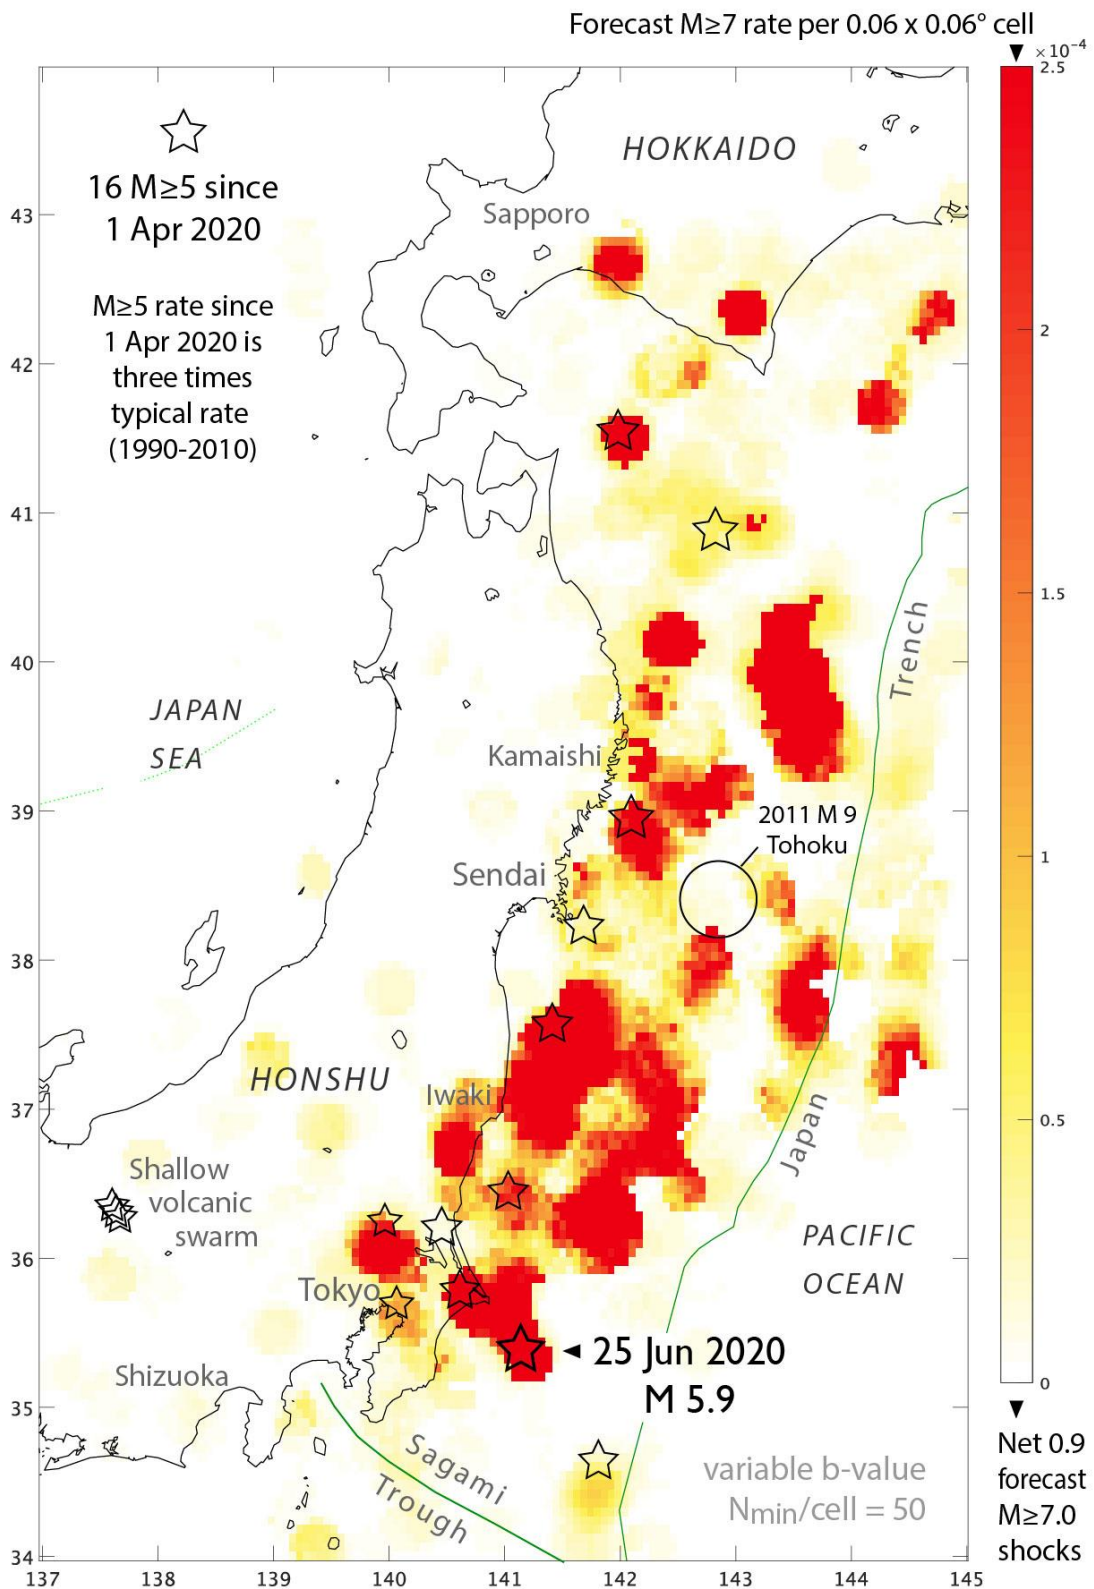 Forecast M≥7 rate per 0.06 x 0.06° cell
×10⁻⁴
2.5
2
1.5
1
0.5
0
16 M≥5 since
1 Apr 2020
M≥5 rate since
1 Apr 2020 is
three times
typical rate
(1990-2010)
HOKKAIDO
Sapporo
43
42
41
40
39
38
37
36
35
34
JAPAN
SEA
Trench
Kamaishi
2011 M 9
Tohoku
Sendai
HONSHU
Iwaki
Japan
Shallow
volcanic
swarm
PACIFIC
OCEAN
Tokyo
25 Jun 2020
M 5.9
Shizuoka
Sagami
Trough
variable b-value
Nmin/cell = 50
Net 0.9
forecast
M≥7.0
shocks
137 138 139 140 141 142 143 144 145